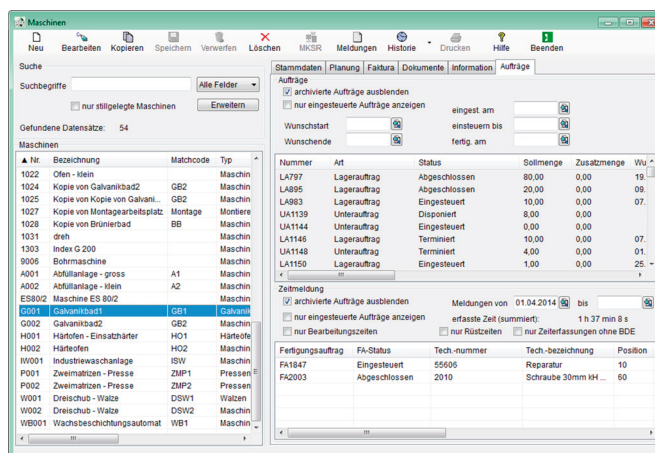 Maschinen
Neu Bearbeiten Kopieren Speichern Verwerfen Löschen MKSR Meldungen Historie Drucken Hilfe Beenden
Suche
Suchbegriffe Alle Felder
nur stillgelegte Maschinen Erweitern
Gefundene Datensätze: 54
Maschinen
Nr. Bezeichnung Matchcode Typ
1022 Ofen - klein Maschin
1024 Kopie von Galvanikbad2 GB2 Maschin
1025 Kopie von Kopie von Galvani... GB2 Maschin
1027 Kopie von Montagearbeitsplatz Montage Montiere
1028 Kopie von Brünierbad BB Maschin
1031 dreh Maschin
1303 Index G 200 Maschin
9006 Bohrmaschine Maschin
A001 Abfüllanlage - gross A1 Maschin
A002 Abfüllanlage - klein A2 Maschin
ES80/2 Maschine ES 80/2 Maschin
G001 Galvanikbad1 GB1 Galvanik
G002 Galvanikbad2 GB2 Maschin
H001 Härtofen - Einsatzhärter HO1 Härteofe
H002 Härteofen HO2 Härteofe
IW001 Industriewaschanlage ISW Maschin
P001 Zweimatrizen - Presse ZMP1 Pressen
P002 Zweimatrizen - Presse ZMP2 Pressen
W001 Dreischub - Walze DSW1 Walzen
W002 Dreischub - Walze DSW2 Maschin
WB001 Wachsbeschichtungsautomat WB1 Maschin
Stammdaten Planung Faktura Dokumente Information Aufträge
Aufträge
archivierte Aufträge ausblenden
nur eingesteuerte Aufträge anzeigen eingest. am
Wunschstart einsteuern bis
Wunschende fertig. am
Nummer Art Status Sollmenge Zusatzmenge Wu
LA797 Lagerauftrag Abgeschlossen 80,00 0,00 19.
LA895 Lagerauftrag Abgeschlossen 20,00 0,00 09.
LA983 Lagerauftrag Eingesteuert 10,00 0,00 07.
UA1139 Unterauftrag Disponiert 8,00 0,00
UA1144 Unterauftrag Eingesteuert 0,00 0,00
LA1146 Lagerauftrag Terminiert 10,00 0,00 07.
UA1148 Unterauftrag Terminiert 4,00 0,00 01.
LA1150 Lagerauftrag Eingesteuert 1,00 0,00 25.
Zeitmeldung
archivierte Aufträge ausblenden Meldungen von 01.04.2014 bis
nur eingesteuerte Aufträge anzeigen erfasste Zeit (summiert): 1 h 37 min 8 s
nur Bearbeitungszeiten nur Rüstzeiten nur Zeiterfassungen ohne BDE
Fertigungsauftrag FA-Status Tech.-nummer Tech.-bezeichnung Position
FA1847 Eingesteuert 55606 Reparatur 10
FA2003 Abgeschlossen 2010 Schraube 30mm kH ... 60